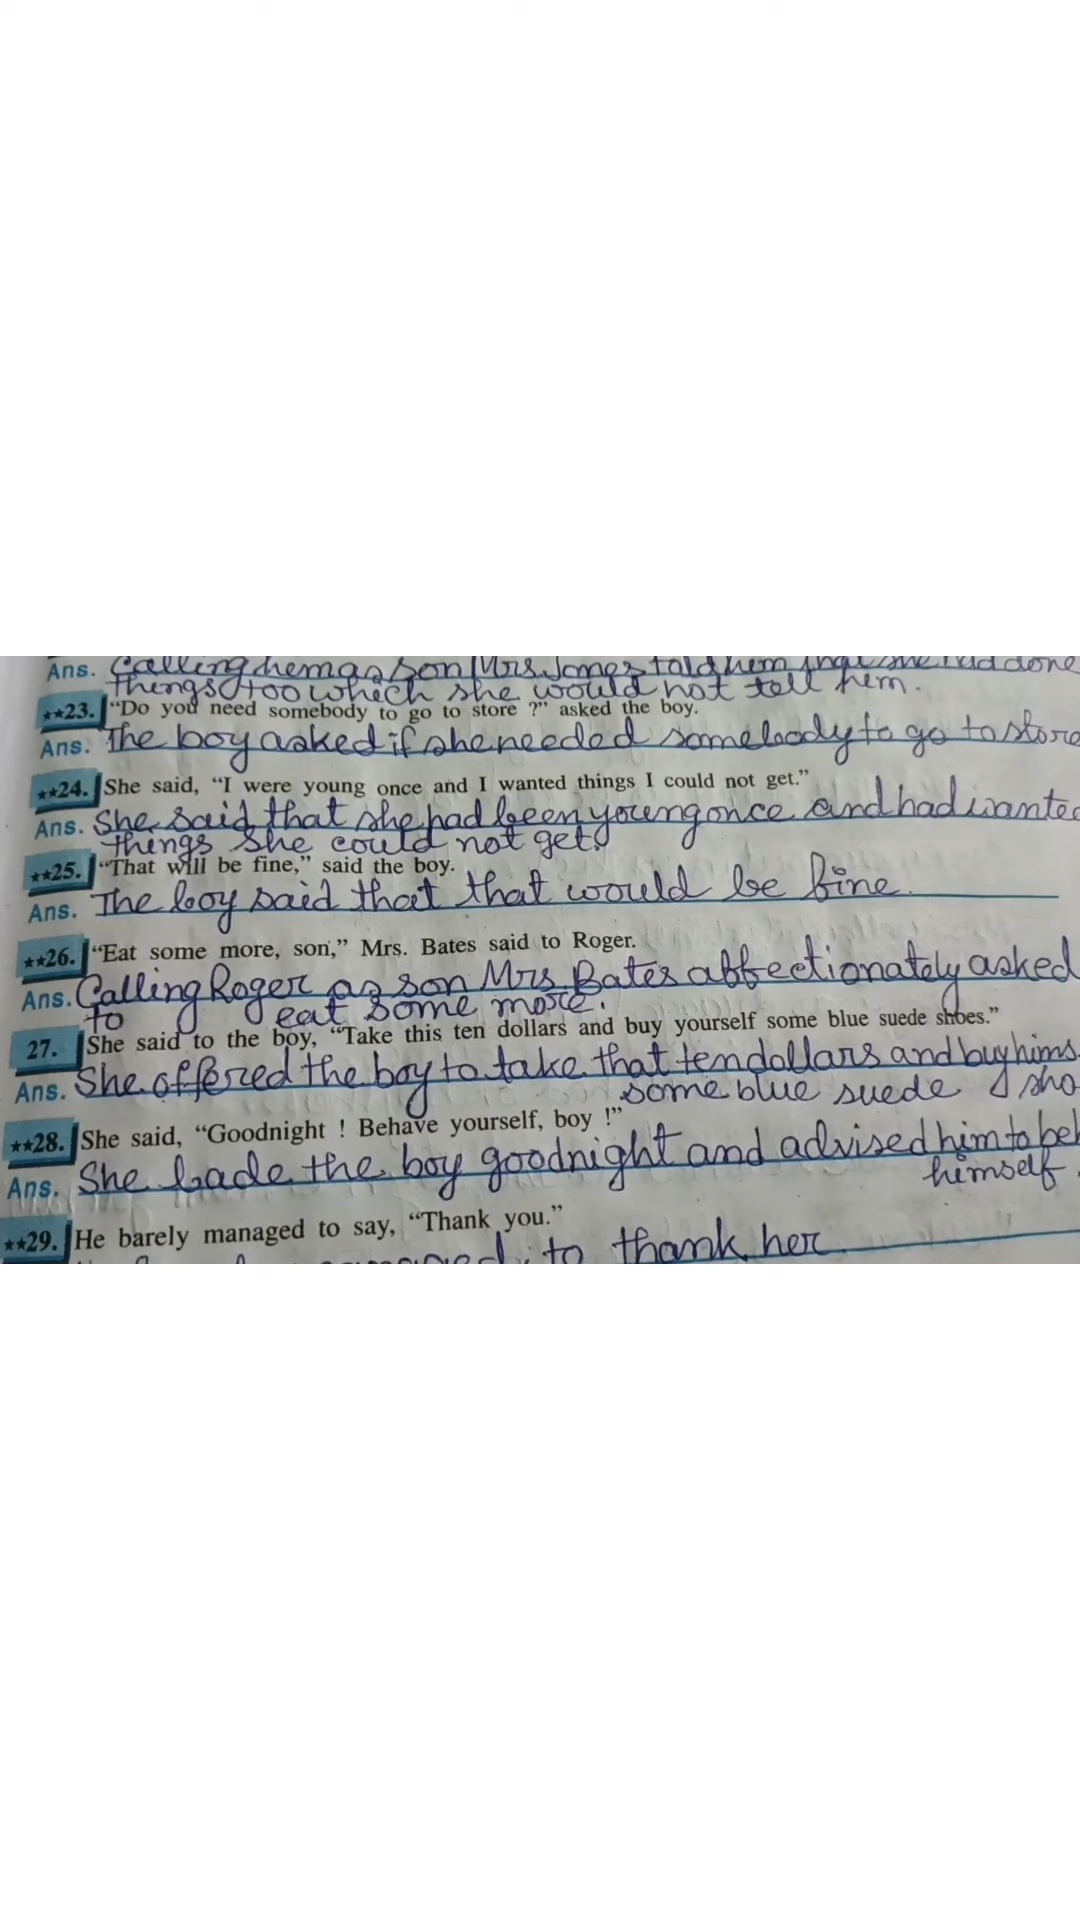 Ans. Calling him as son Mrs. Jones told him that she had done
things too which she would not tell him.
★★23. "Do you need somebody to go to store ?" asked the boy.
Ans. The boy asked if she needed somebody to go to store
★★24. She said, "I were young once and I wanted things I could not get."
Ans. She said that she had been young once and had wanted
things she could not get.
★★25. "That will be fine," said the boy.
Ans. The boy said that that would be fine.
★★26. "Eat some more, son," Mrs. Bates said to Roger.
Ans. Calling Roger as son Mrs Bates affectionately asked
to eat some more.
27. She said to the boy, "Take this ten dollars and buy yourself some blue suede shoes."
Ans. She offered the boy to take that ten dollars and buy hims
some blue suede sho
★★28. She said, "Goodnight ! Behave yourself, boy !"
Ans. She bade the boy goodnight and advised him to beh
himself.
★★29. He barely managed to say, "Thank you."
managed to thank her